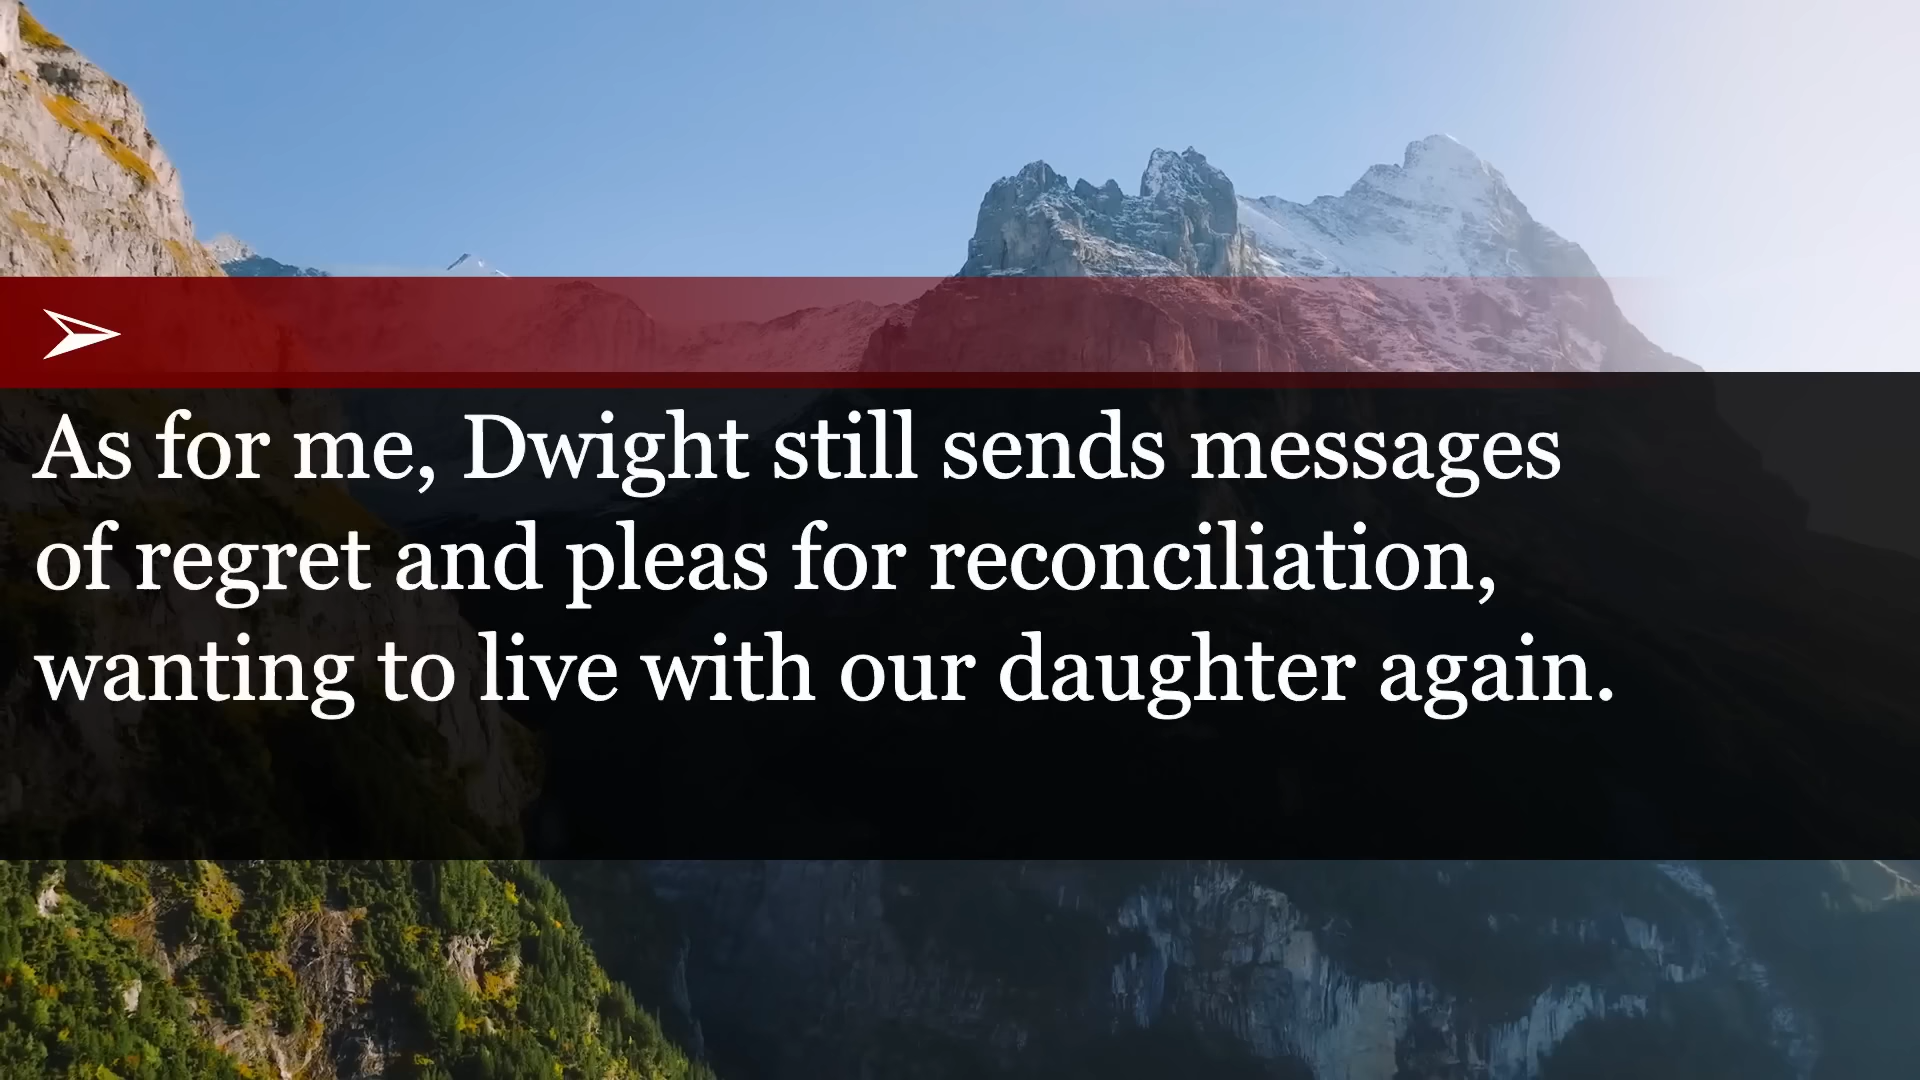 As for me, Dwight still sends messages
of regret and pleas for reconciliation,
wanting to live with our daughter again.